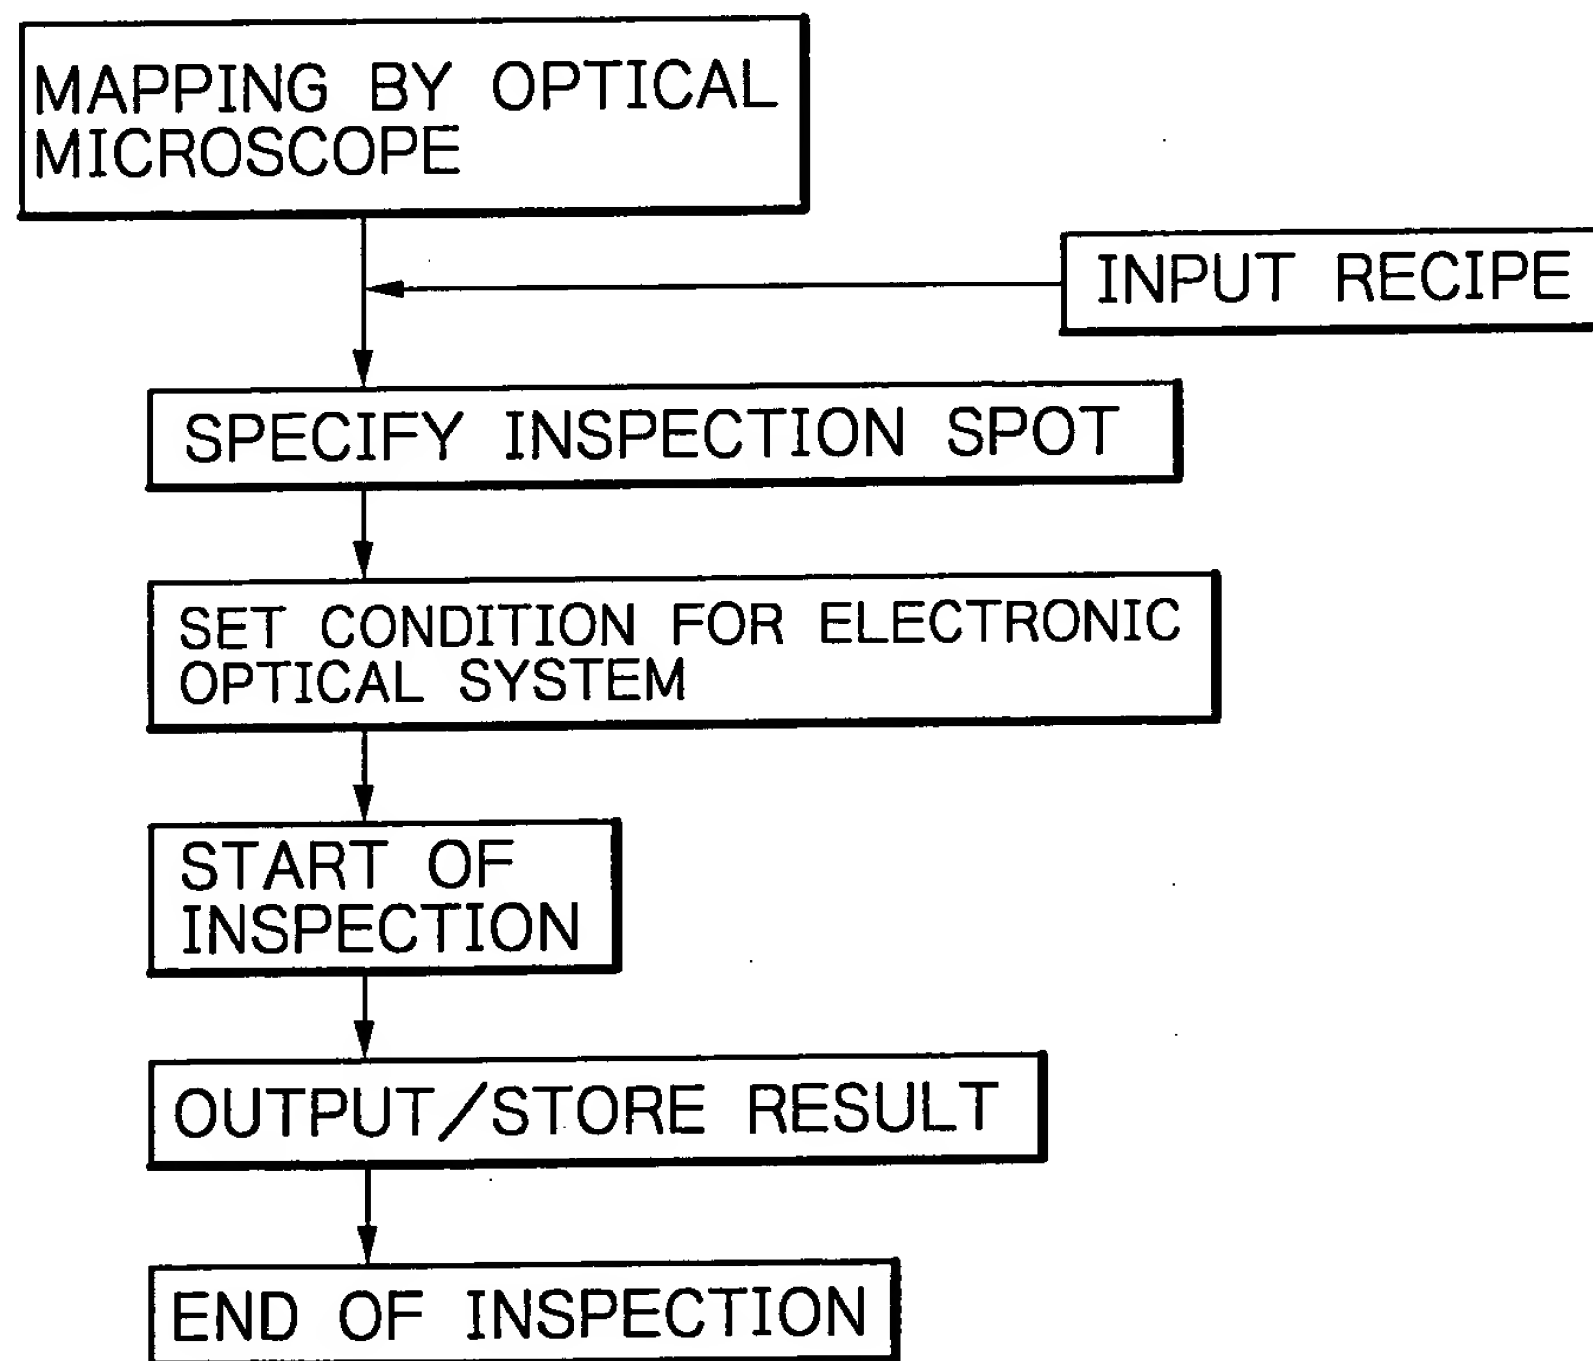 MAPPING BY OPTICAL
MICROSCOPE
INPUT RECIPE
SPECIFY INSPECTION SPOT
SET CONDITION FOR ELECTRONIC
OPTICAL SYSTEM
START OF
INSPECTION
OUTPUT/STORE RESULT
END OF INSPECTION